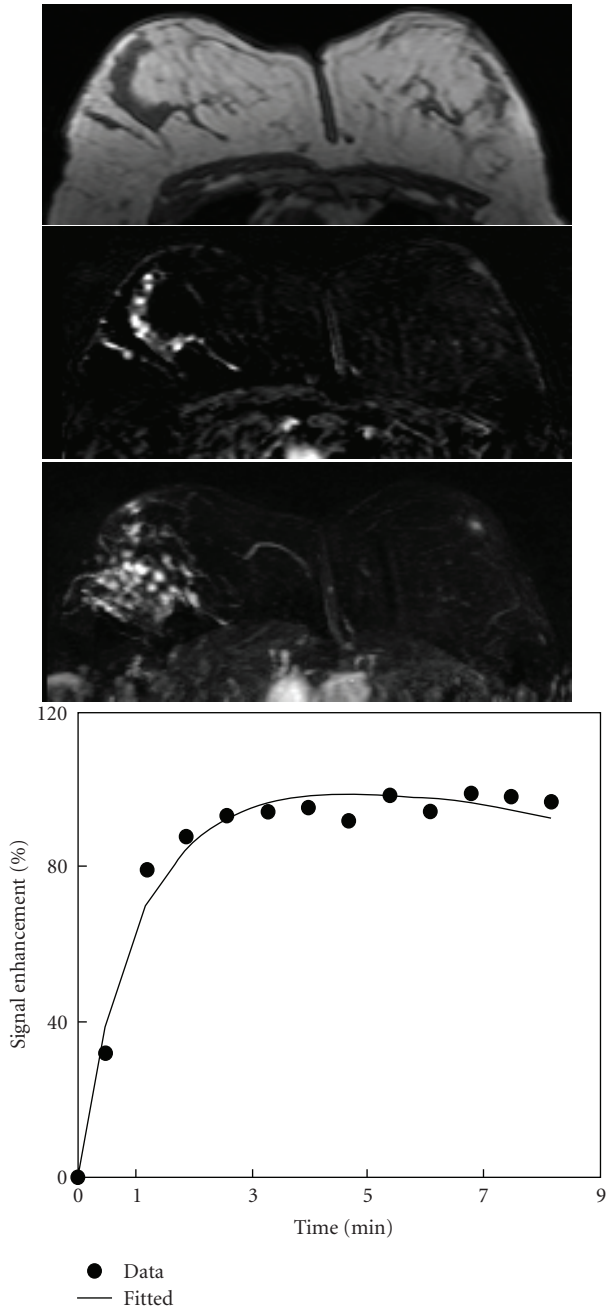 120
80
40
0
Signal enhancement (%)
0 1 3 5 7 9
Time (min)
Data
Fitted